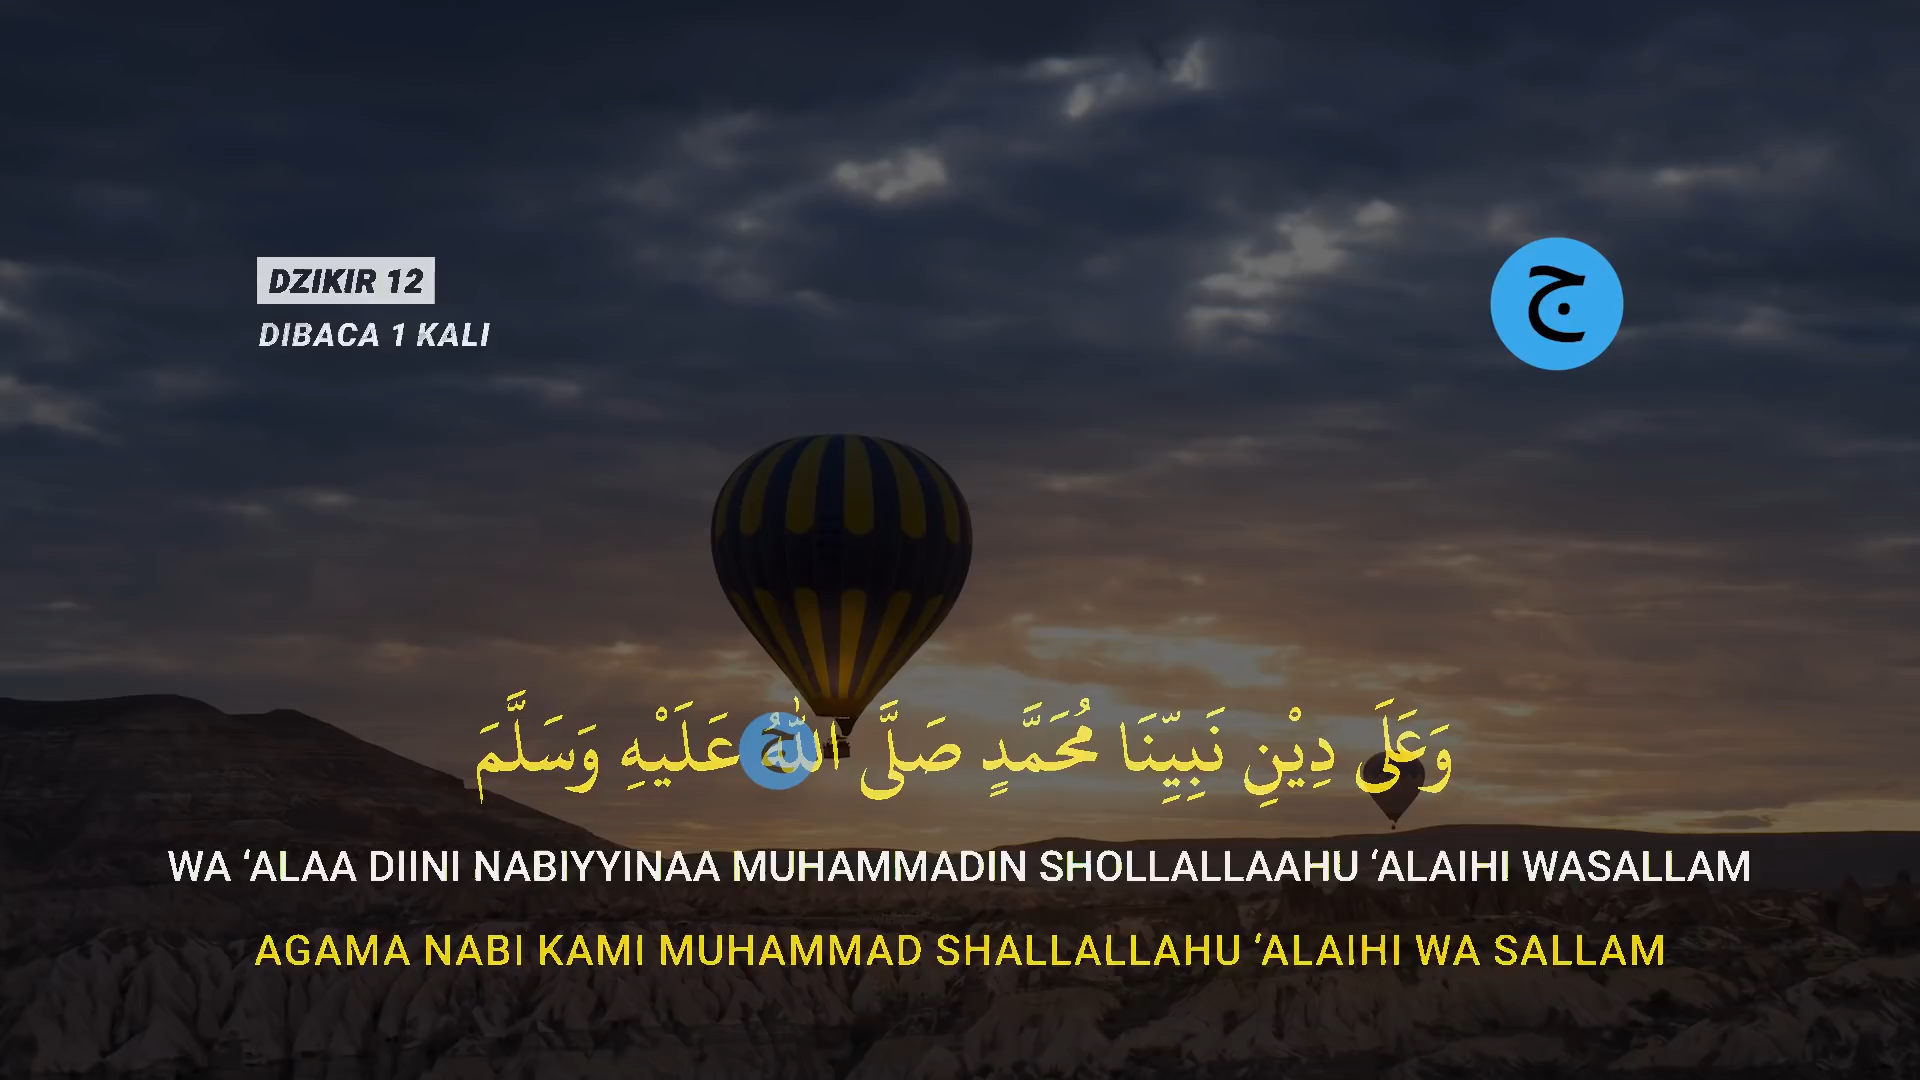 DZIKIR 12
DIBACA 1 KALI
ج
وَعَلَى دِيْنِ نَبِيِّنَا مُحَمَّدٍ صَلَّى اللّٰهُ عَلَيْهِ وَسَلَّمَ
ج
WA ‘ALAA DIINI NABIYYINAA MUHAMMADIN SHOLLALLAAHU ‘ALAIHI WASALLAM
AGAMA NABI KAMI MUHAMMAD SHALLALLAHU ‘ALAIHI WA SALLAM